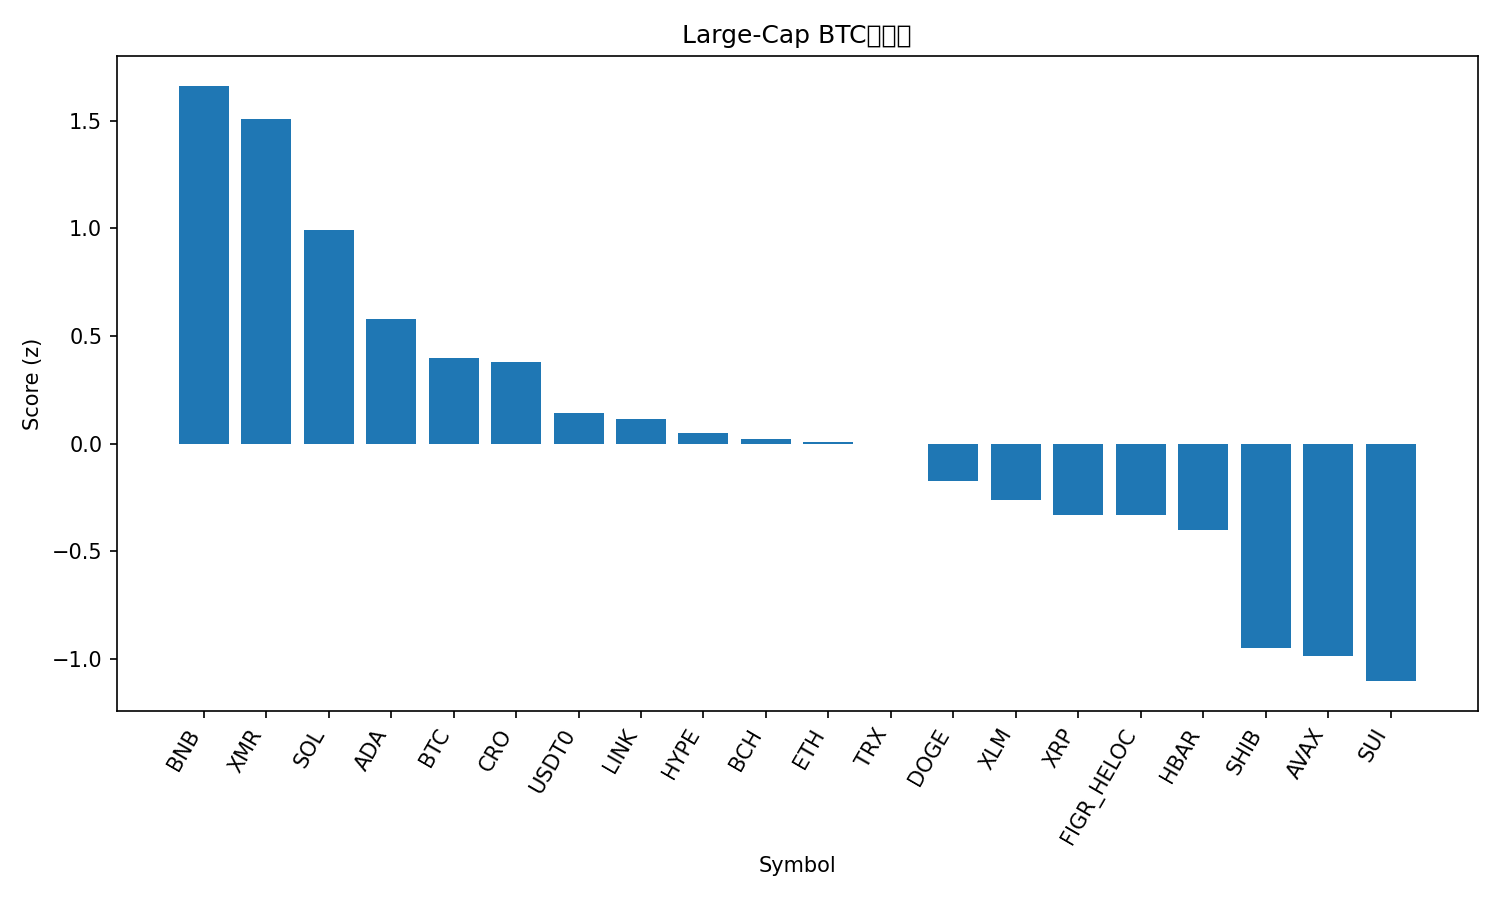 Large-Cap BTC
Score (z)
1.5
1.0
0.5
0.0
−0.5
−1.0
BNB
XMR
SOL
ADA
BTC
CRO
USDT0
LINK
HYPE
BCH
ETH
TRX
DOGE
XLM
XRP
FIGR_HELOC
HBAR
SHIB
AVAX
SUI
Symbol